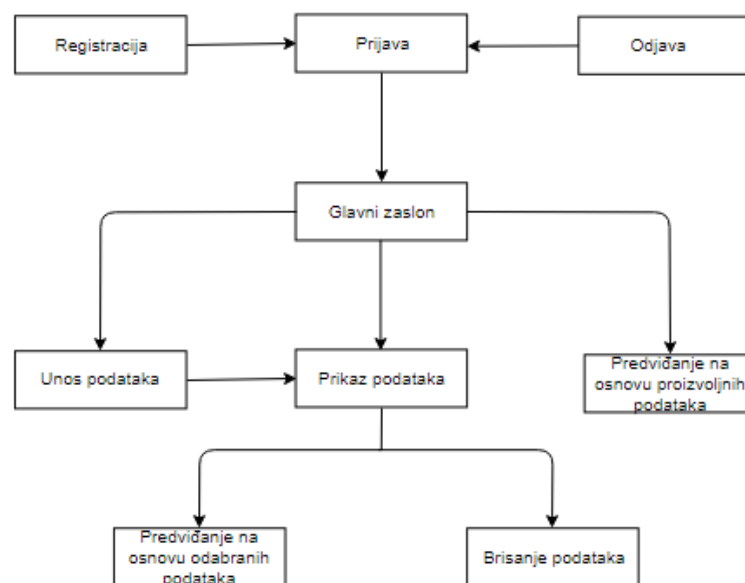 Registracija
Prijava
Odjava
Glavni zaslon
Unos podataka
Prikaz podataka
Predviđanje na
osnovu proizvoljnih
podataka
Predviđanje na
osnovu odabranih
podataka
Brisanje podataka